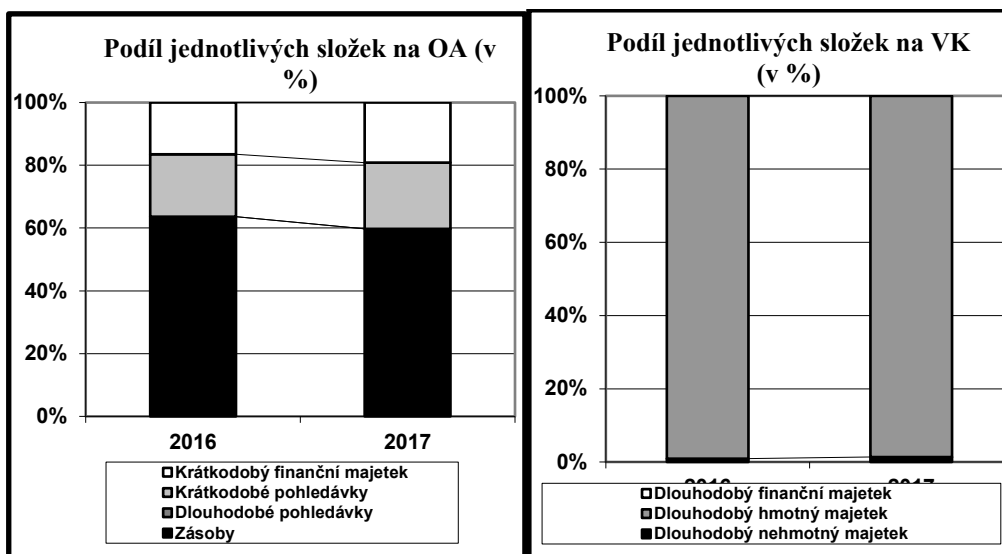 Podíl jednotlivých složek na OA (v
%)
100%
80%
60%
40%
20%
0%
2016
2017
Krátkodobý finanční majetek
Krátkodobé pohledávky
Dlouhodobé pohledávky
Zásoby
Podíl jednotlivých složek na VK
(v %)
100%
80%
60%
40%
20%
0%
2016
2017
Dlouhodobý finanční majetek
Dlouhodobý hmotný majetek
Dlouhodobý nehmotný majetek